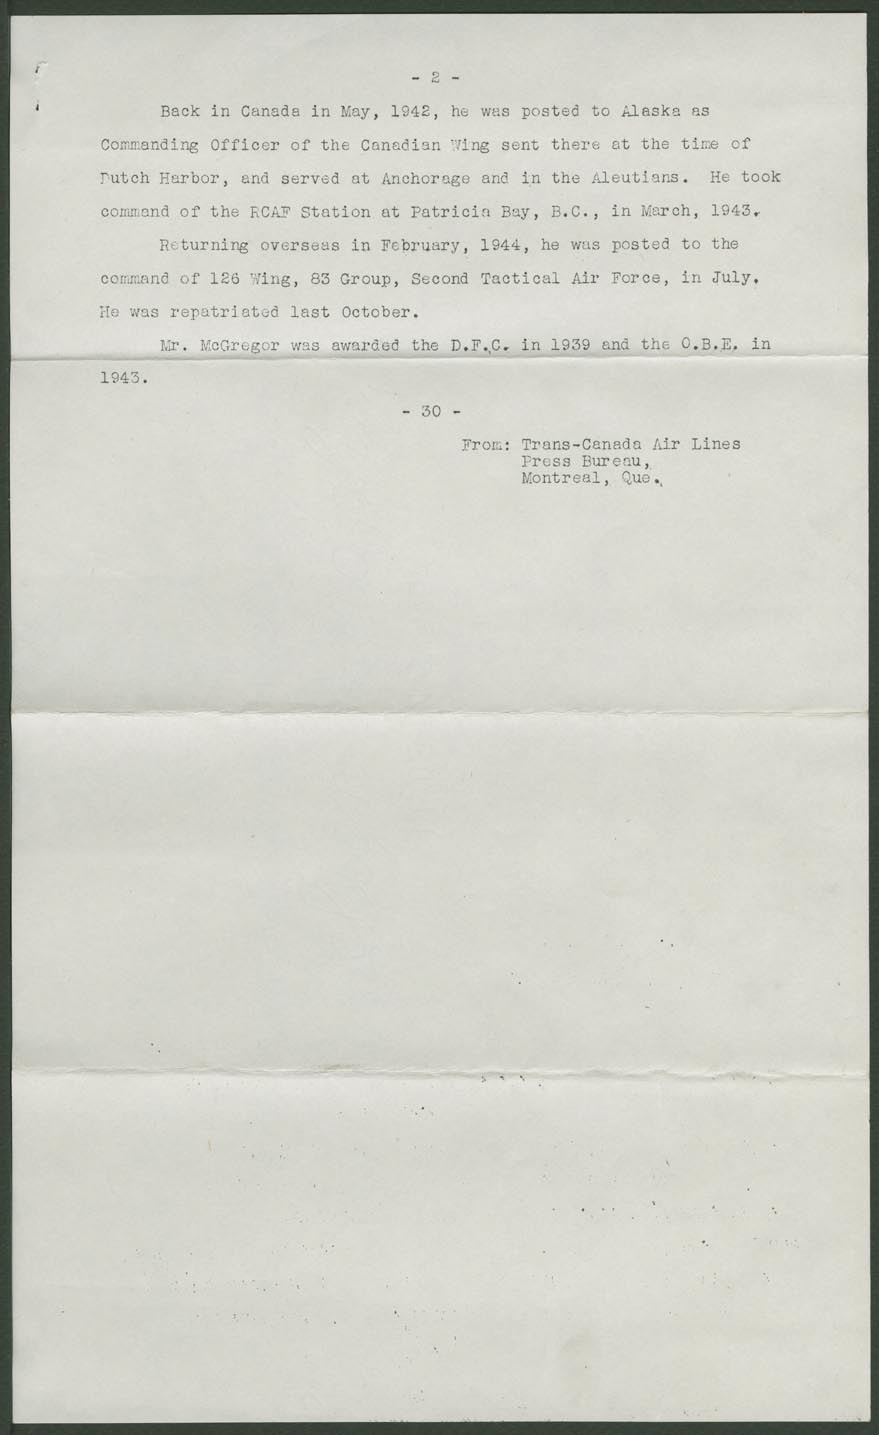 - 2 -
Back in Canada in May, 1942, he was posted to Alaska as
Commanding Officer of the Canadian Wing sent there at the time of
Dutch Harbor, and served at Anchorage and in the Aleutians. He took
command of the RCAF Station at Patricia Bay, B.C., in March, 1943.
Returning overseas in February, 1944, he was posted to the
command of 126 Wing, 83 Group, Second Tactical Air Force, in July.
He was repatriated last October.
Mr. McGregor was awarded the D.F.C. in 1939 and the O.B.E. in
1943.
- 30 -
From: Trans-Canada Air Lines
Press Bureau,
Montreal, Que.